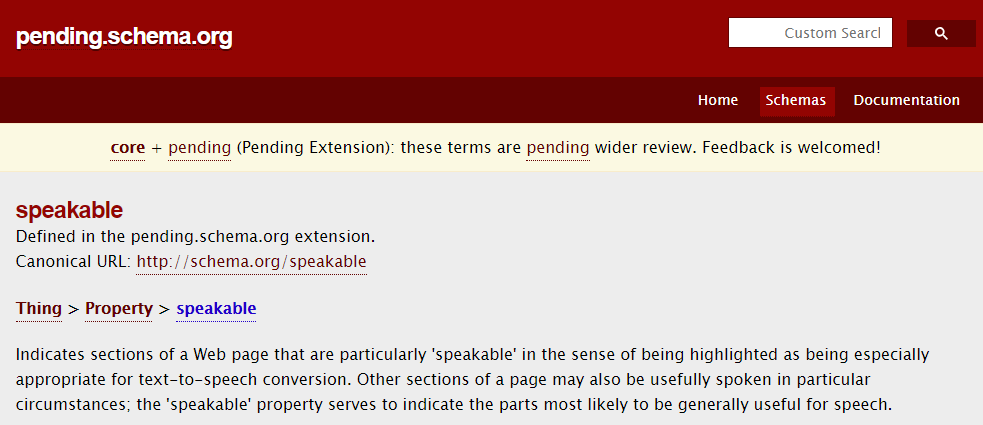 pending.schema.org
Custom Search
Home Schemas Documentation
core + pending (Pending Extension): these terms are pending wider review. Feedback is welcomed!
speakable
Defined in the pending.schema.org extension.
Canonical URL: http://schema.org/speakable
Thing > Property > speakable
Indicates sections of a Web page that are particularly 'speakable' in the sense of being highlighted as being especially
appropriate for text-to-speech conversion. Other sections of a page may also be usefully spoken in particular
circumstances; the 'speakable' property serves to indicate the parts most likely to be generally useful for speech.